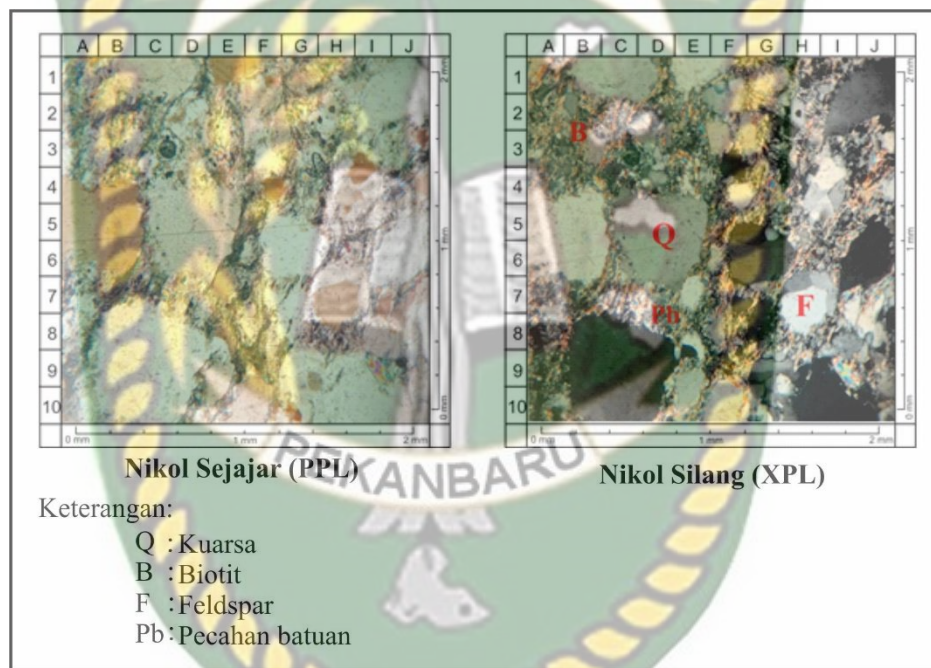 A B C D E F G H I J
A B C D E F G H I J
1
2
3
4
5
6
7
8
9
10
2 mm
1 mm
0 mm
1
2
3
4
5
6
7
8
9
10
B
Q
Pb
F
2 mm
1 mm
0 mm
0 mm 1 mm 2 mm
0 mm 1 mm 2 mm
PEKANBARU
Nikol Sejajar (PPL)
Nikol Silang (XPL)
Keterangan:
Q : Kuarsa
B : Biotit
F : Feldspar
Pb: Pecahan batuan